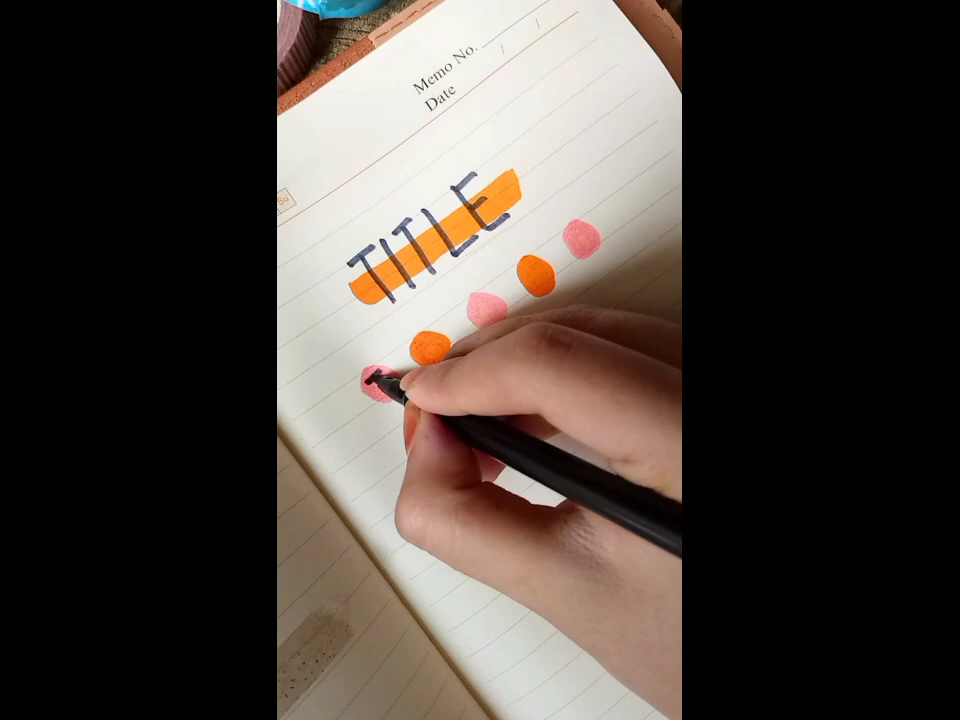 Memo No.
Date / /
TITLE